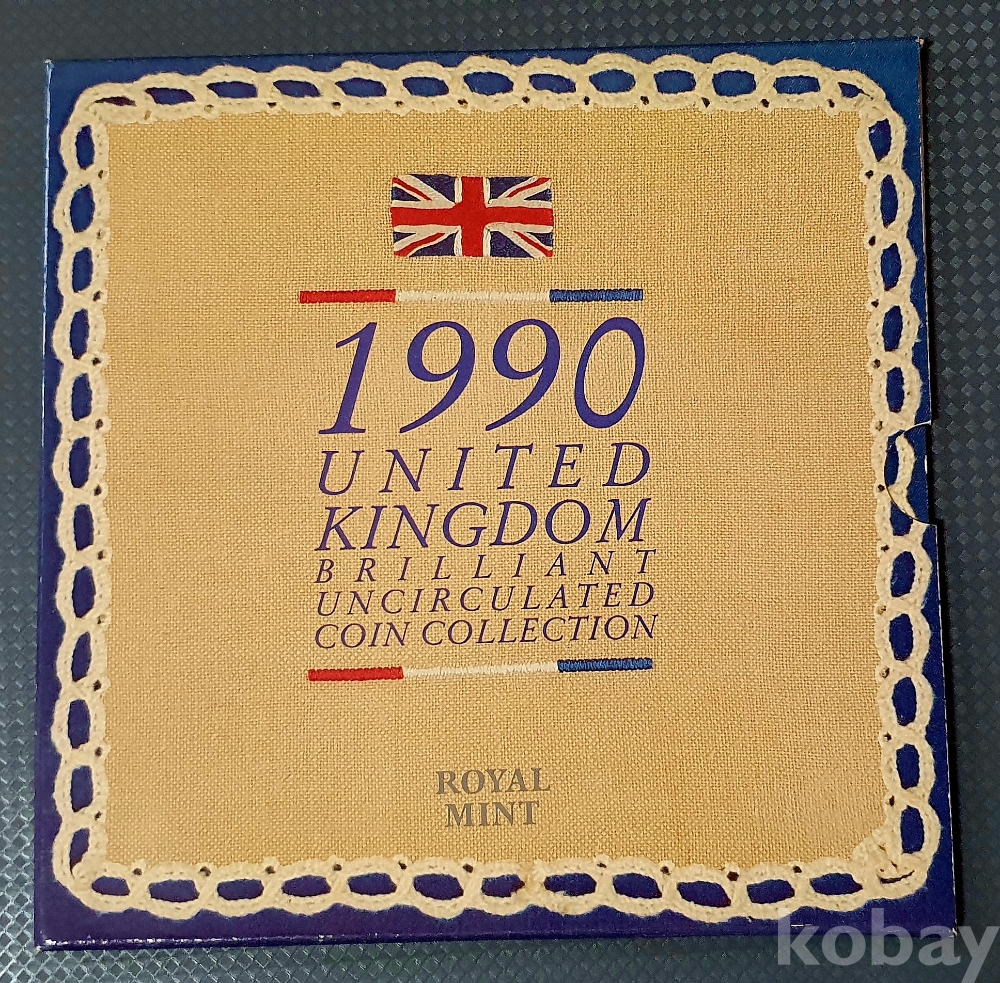 1990
UNITED
KINGDOM
BRILLIANT
UNCIRCULATED
COIN COLLECTION
ROYAL
MINT
kobay